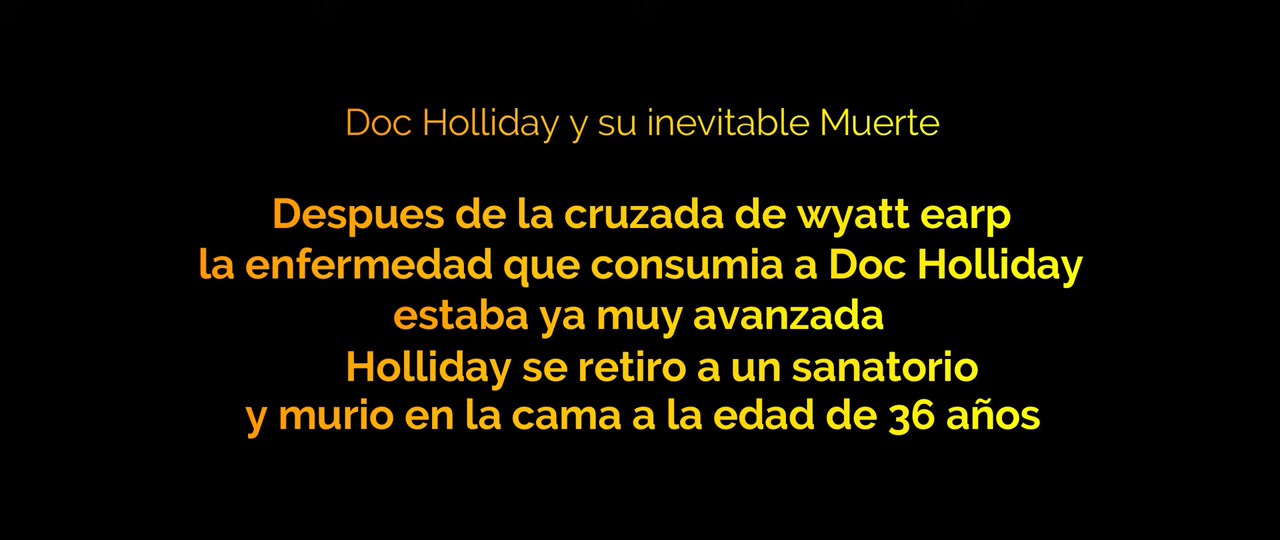 Doc Holliday y su inevitable Muerte
Despues de la cruzada de wyatt earp
la enfermedad que consumia a Doc Holliday
estaba ya muy avanzada
Holliday se retiro a un sanatorio
y murio en la cama a la edad de 36 años